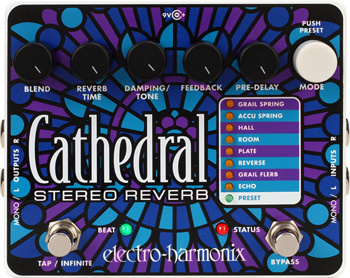 9V
PUSH
PRESET
BLEND
REVERB
TIME
DAMPING/
TONE
FEEDBACK
PRE-DELAY
MODE
Cathedral
STEREO REVERB
GRAIL SPRING
ACCU SPRING
HALL
ROOM
PLATE
REVERSE
GRAIL FLERB
ECHO
PRESET
MONO / L OUTPUTS R
MONO / L INPUTS R
BEAT
STATUS
electro-harmonix
TAP / INFINITE
BYPASS